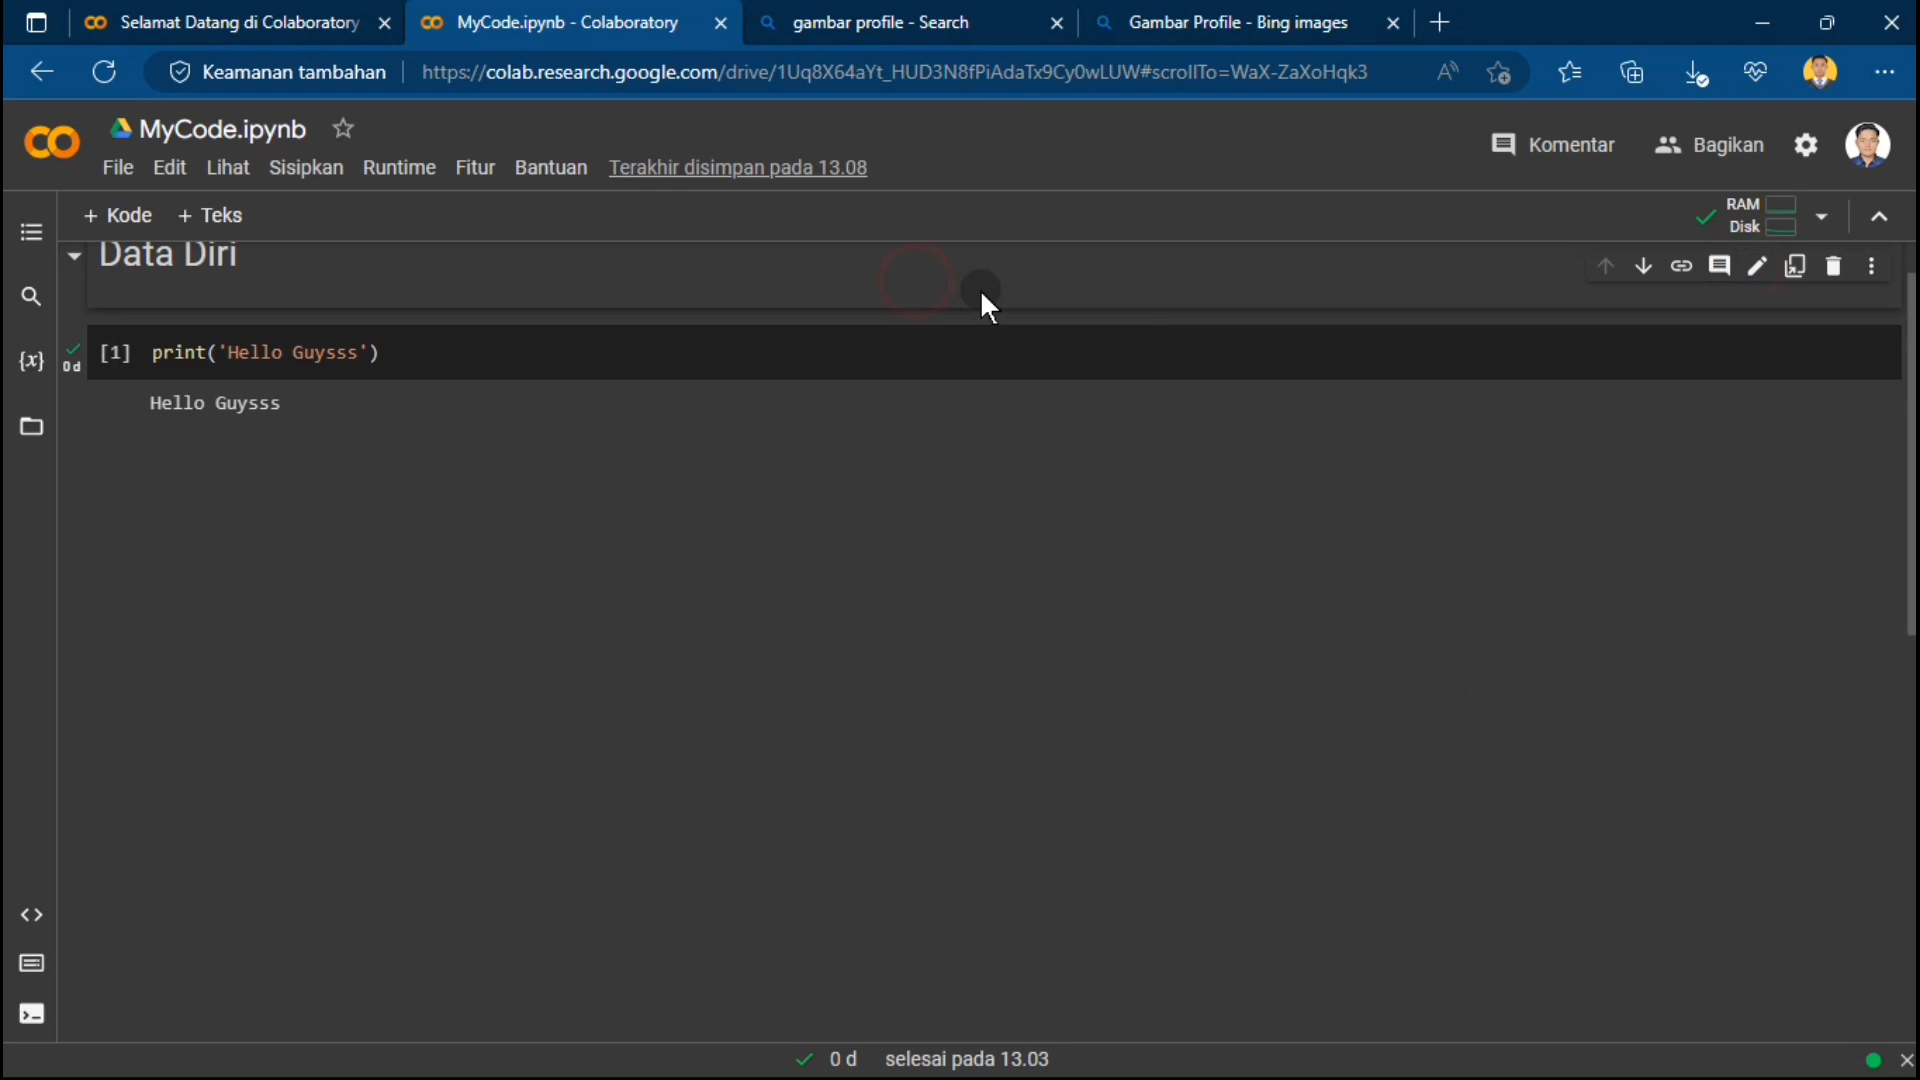 Selamat Datang di Colaboratory
MyCode.ipynb - Colaboratory
gambar profile - Search
Gambar Profile - Bing images
Keamanan tambahan
https://colab.research.google.com/drive/1Uq8X64aYt_HUD3N8fPiAdaTx9Cy0wLUW#scrollTo=WaX-ZaXoHqk3
MyCode.ipynb
File Edit Lihat Sisipkan Runtime Fitur Bantuan Terakhir disimpan pada 13.08
Komentar
Bagikan
+ Kode + Teks
RAM
Disk
Data Diri
[1] print('Hello Guysss')
0 d
Hello Guysss
0 d selesai pada 13.03